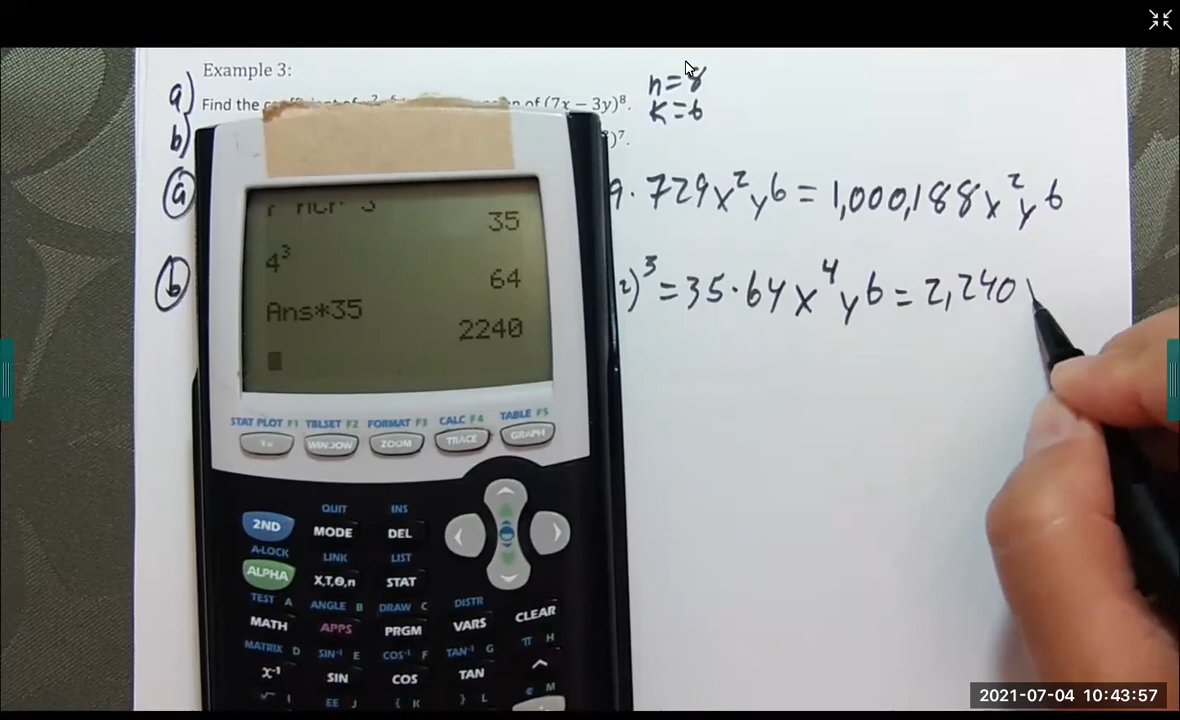 Example 3:
a) Find the of (7x − 3y)⁸.
n=8
k=6
b) )⁷.
ⓐ 9·729x²y6 = 1,000,188x²y6
ⓑ 2)³ = 35·64x⁴y6 = 2,240
nCr 3
35
4³
64
Ans*35
2240
STAT PLOT F1 TBLSET F2 FORMAT F3 CALC F4 TABLE F5
Y= WINDOW ZOOM TRACE GRAPH
QUIT INS
2ND MODE DEL
A-LOCK LINK LIST
ALPHA X,T,Θ,n STAT
TEST A ANGLE B DRAW C DISTR
MATH APPS PRGM VARS CLEAR
MATRIX D SIN⁻¹ E COS⁻¹ F TAN⁻¹ G π H
x⁻¹ SIN COS TAN ^
√ I EE J { K } L e M
2021-07-04 10:43:57